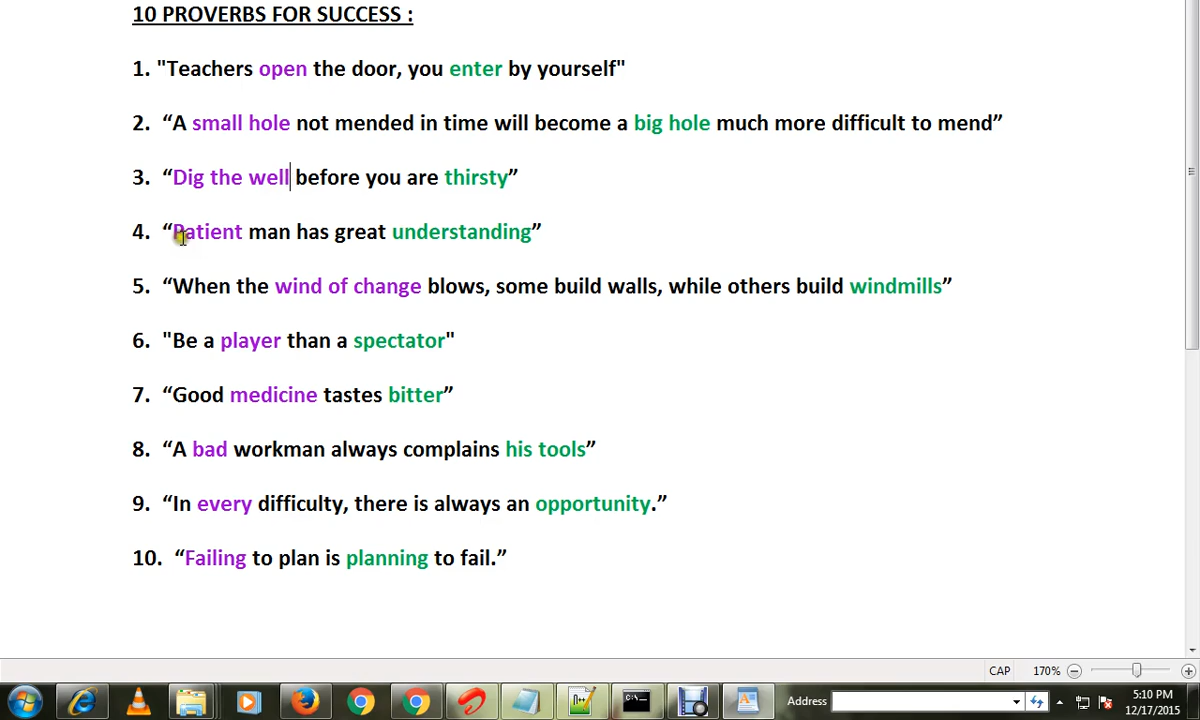 10 PROVERBS FOR SUCCESS :
1. "Teachers open the door, you enter by yourself"
2. “A small hole not mended in time will become a big hole much more difficult to mend”
3. “Dig the well before you are thirsty”
4. “Patient man has great understanding”
5. “When the wind of change blows, some build walls, while others build windmills”
6. "Be a player than a spectator"
7. “Good medicine tastes bitter”
8. “A bad workman always complains his tools”
9. “In every difficulty, there is always an opportunity.”
10. “Failing to plan is planning to fail.”
CAP 170%
Address
5:10 PM
12/17/2015